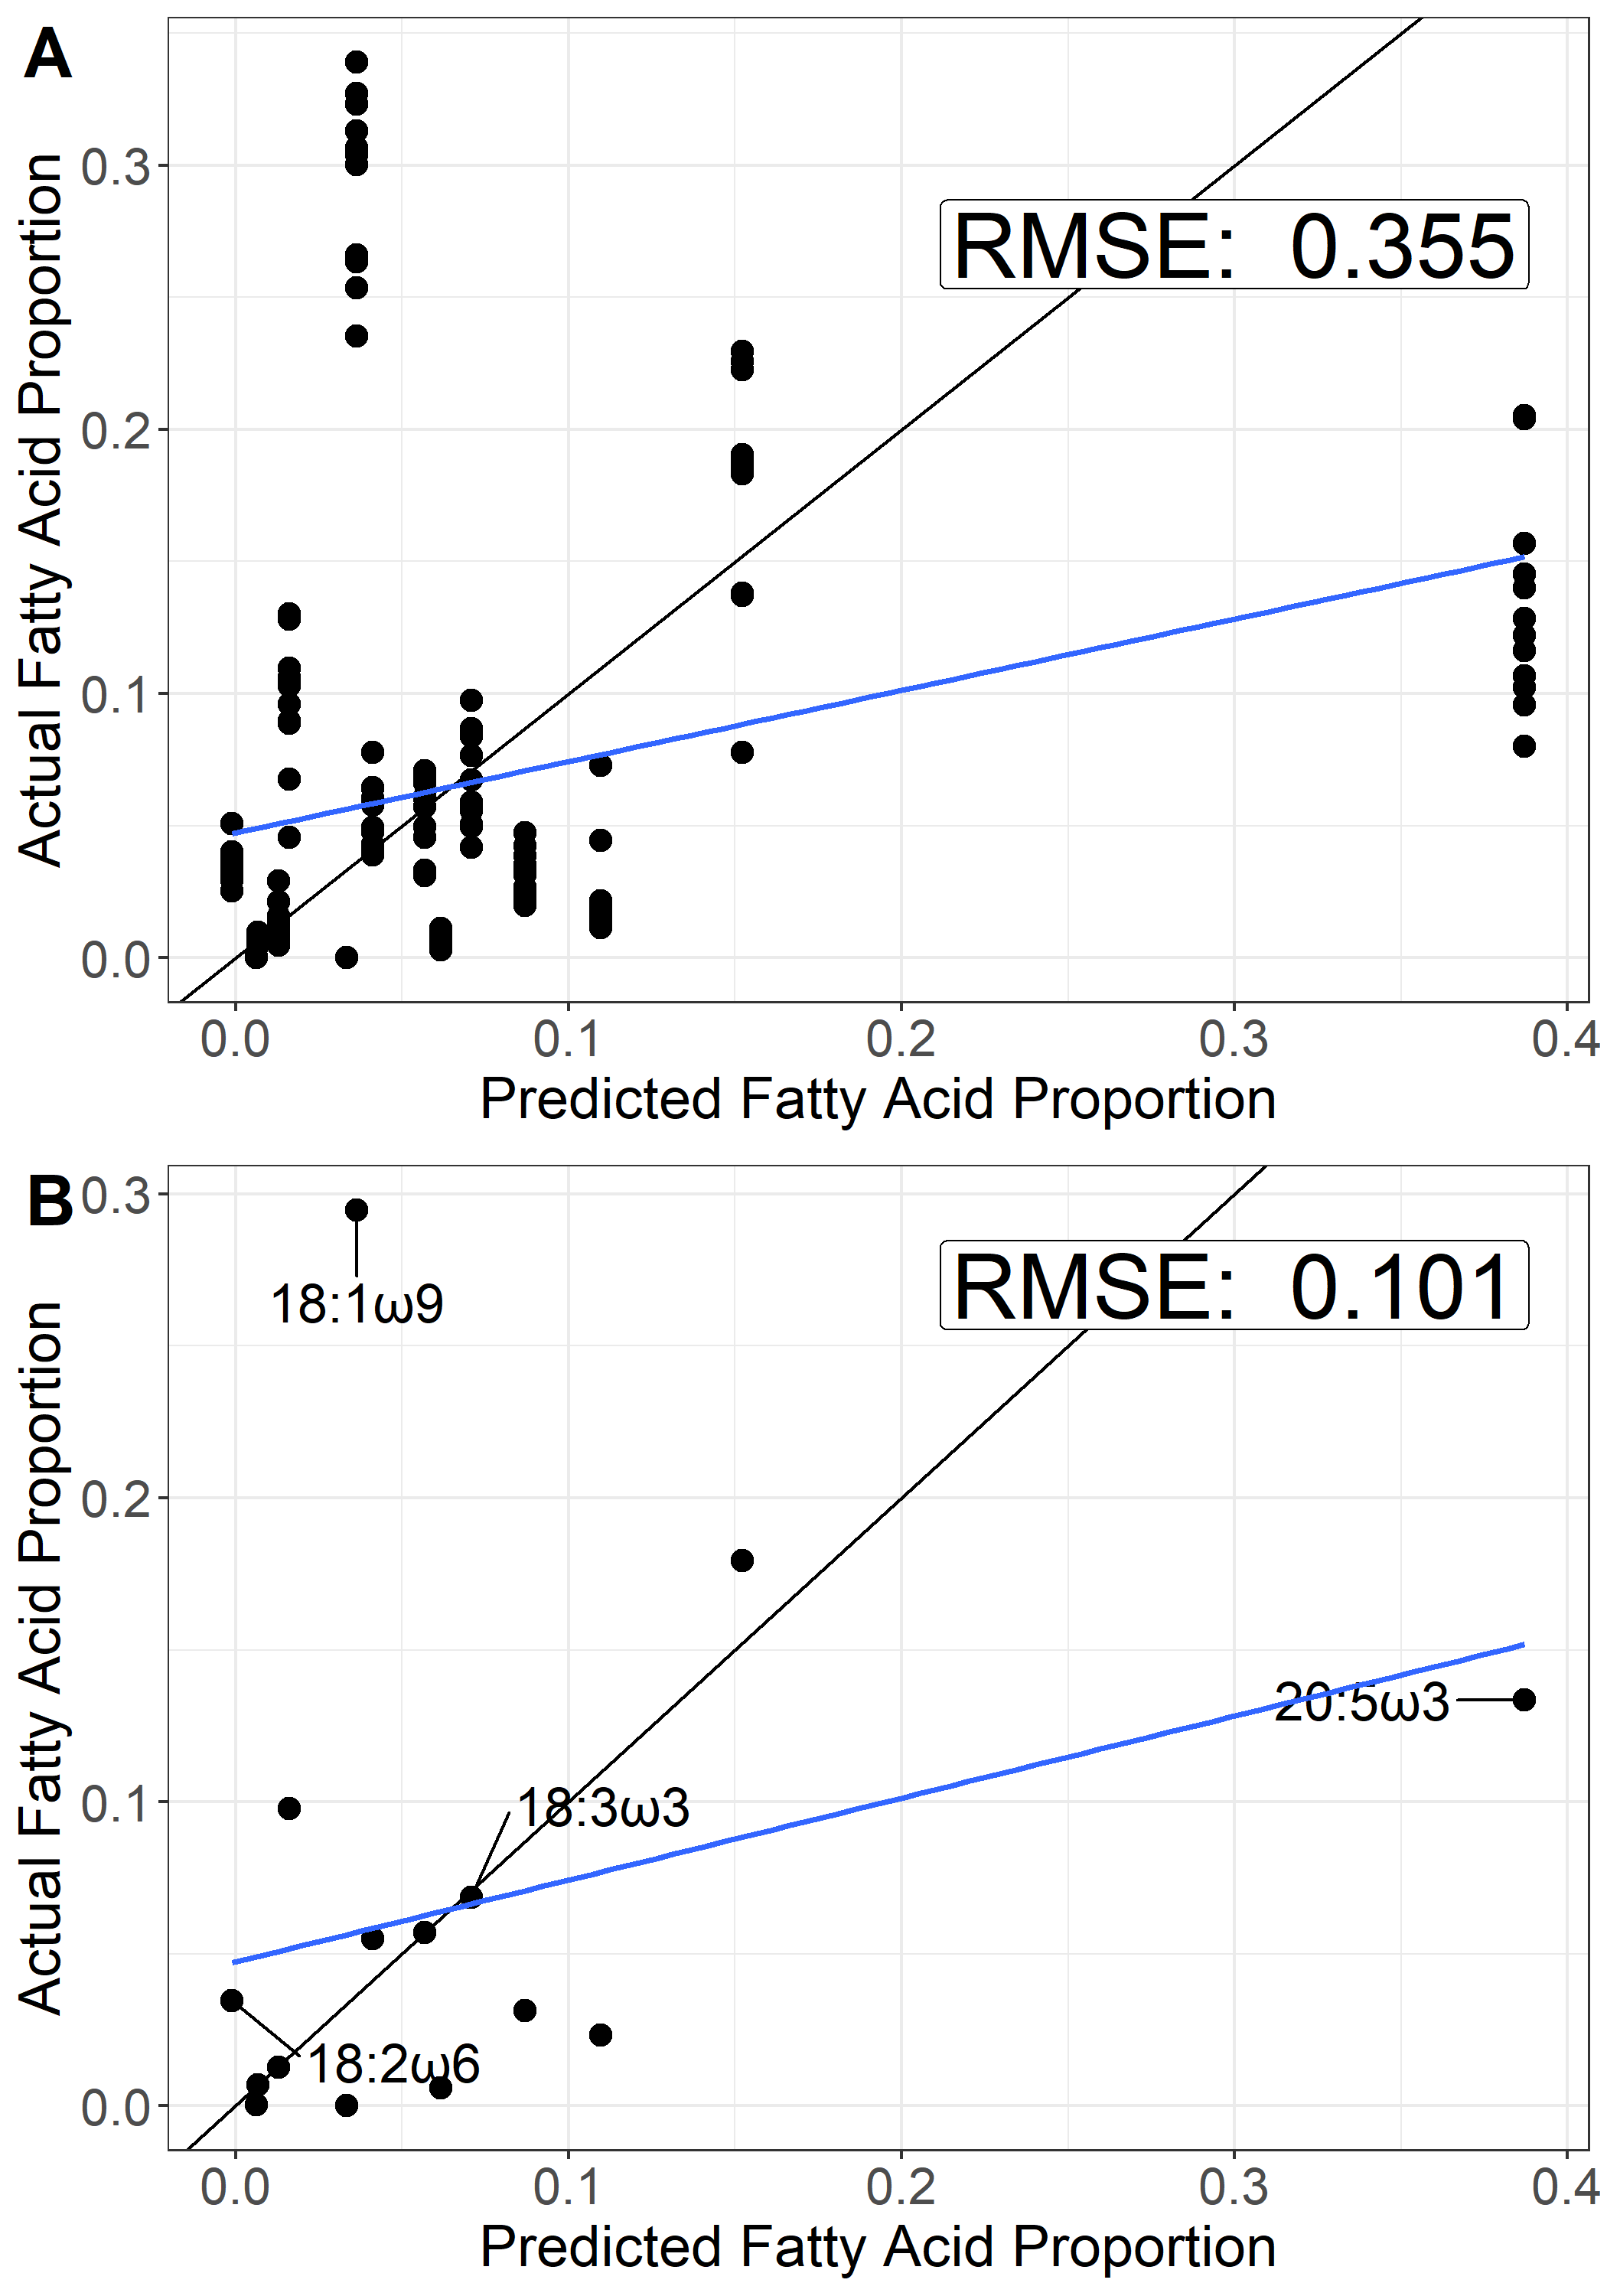 A
Actual Fatty Acid Proportion
0.3
0.2
0.1
0.0
RMSE: 0.355
0.0 0.1 0.2 0.3 0.4
Predicted Fatty Acid Proportion
B
Actual Fatty Acid Proportion
0.3
0.2
0.1
0.0
RMSE: 0.101
18:1ω9
20:5ω3
18:3ω3
18:2ω6
0.0 0.1 0.2 0.3 0.4
Predicted Fatty Acid Proportion